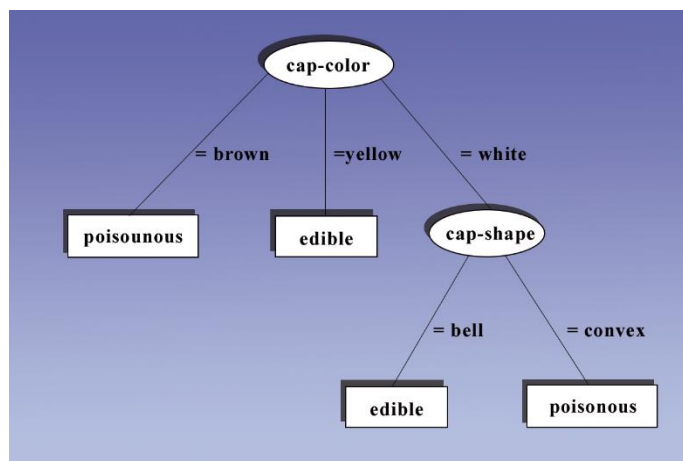 cap-color
= brown
=yellow
= white
poisounous
edible
cap-shape
= bell
= convex
edible
poisonous